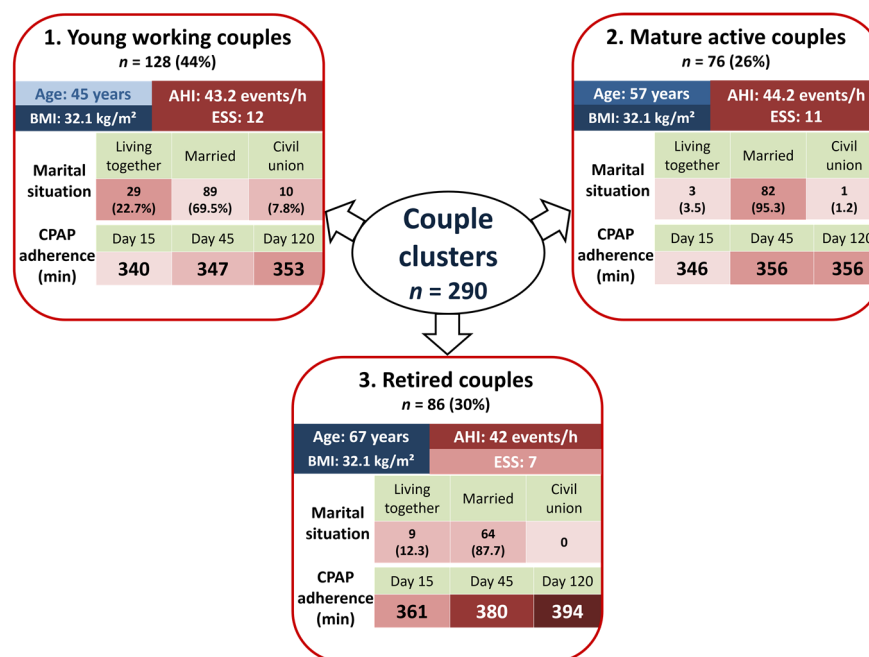 1. Young working couples
n = 128 (44%)
Age: 45 years
AHI: 43.2 events/h
BMI: 32.1 kg/m²
ESS: 12
Marital situation
Living together
Married
Civil union
29 (22.7%)
89 (69.5%)
10 (7.8%)
CPAP adherence (min)
Day 15
Day 45
Day 120
340
347
353
2. Mature active couples
n = 76 (26%)
Age: 57 years
AHI: 44.2 events/h
BMI: 32.1 kg/m²
ESS: 11
Marital situation
Living together
Married
Civil union
3 (3.5)
82 (95.3)
1 (1.2)
CPAP adherence (min)
Day 15
Day 45
Day 120
346
356
356
Couple
clusters
n = 290
3. Retired couples
n = 86 (30%)
Age: 67 years
AHI: 42 events/h
BMI: 32.1 kg/m²
ESS: 7
Marital situation
Living together
Married
Civil union
9 (12.3)
64 (87.7)
0
CPAP adherence (min)
Day 15
Day 45
Day 120
361
380
394